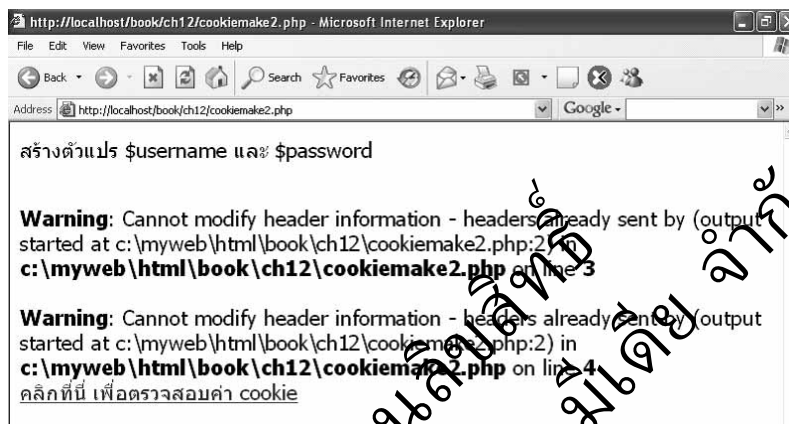 http://localhost/book/ch12/cookiemake2.php - Microsoft Internet Explorer
File Edit View Favorites Tools Help
Back Search Favorites
Address http://localhost/book/ch12/cookiemake2.php Google
สร้างตัวแปร $username และ $password
Warning: Cannot modify header information - headers already sent by (output
started at c:\myweb\html\book\ch12\cookiemake2.php:2) in
c:\myweb\html\book\ch12\cookiemake2.php on line 3
Warning: Cannot modify header information - headers already sent by (output
started at c:\myweb\html\book\ch12\cookiemake2.php:2) in
c:\myweb\html\book\ch12\cookiemake2.php on line 4
คลิกที่นี่ เพื่อตรวจสอบค่า cookie